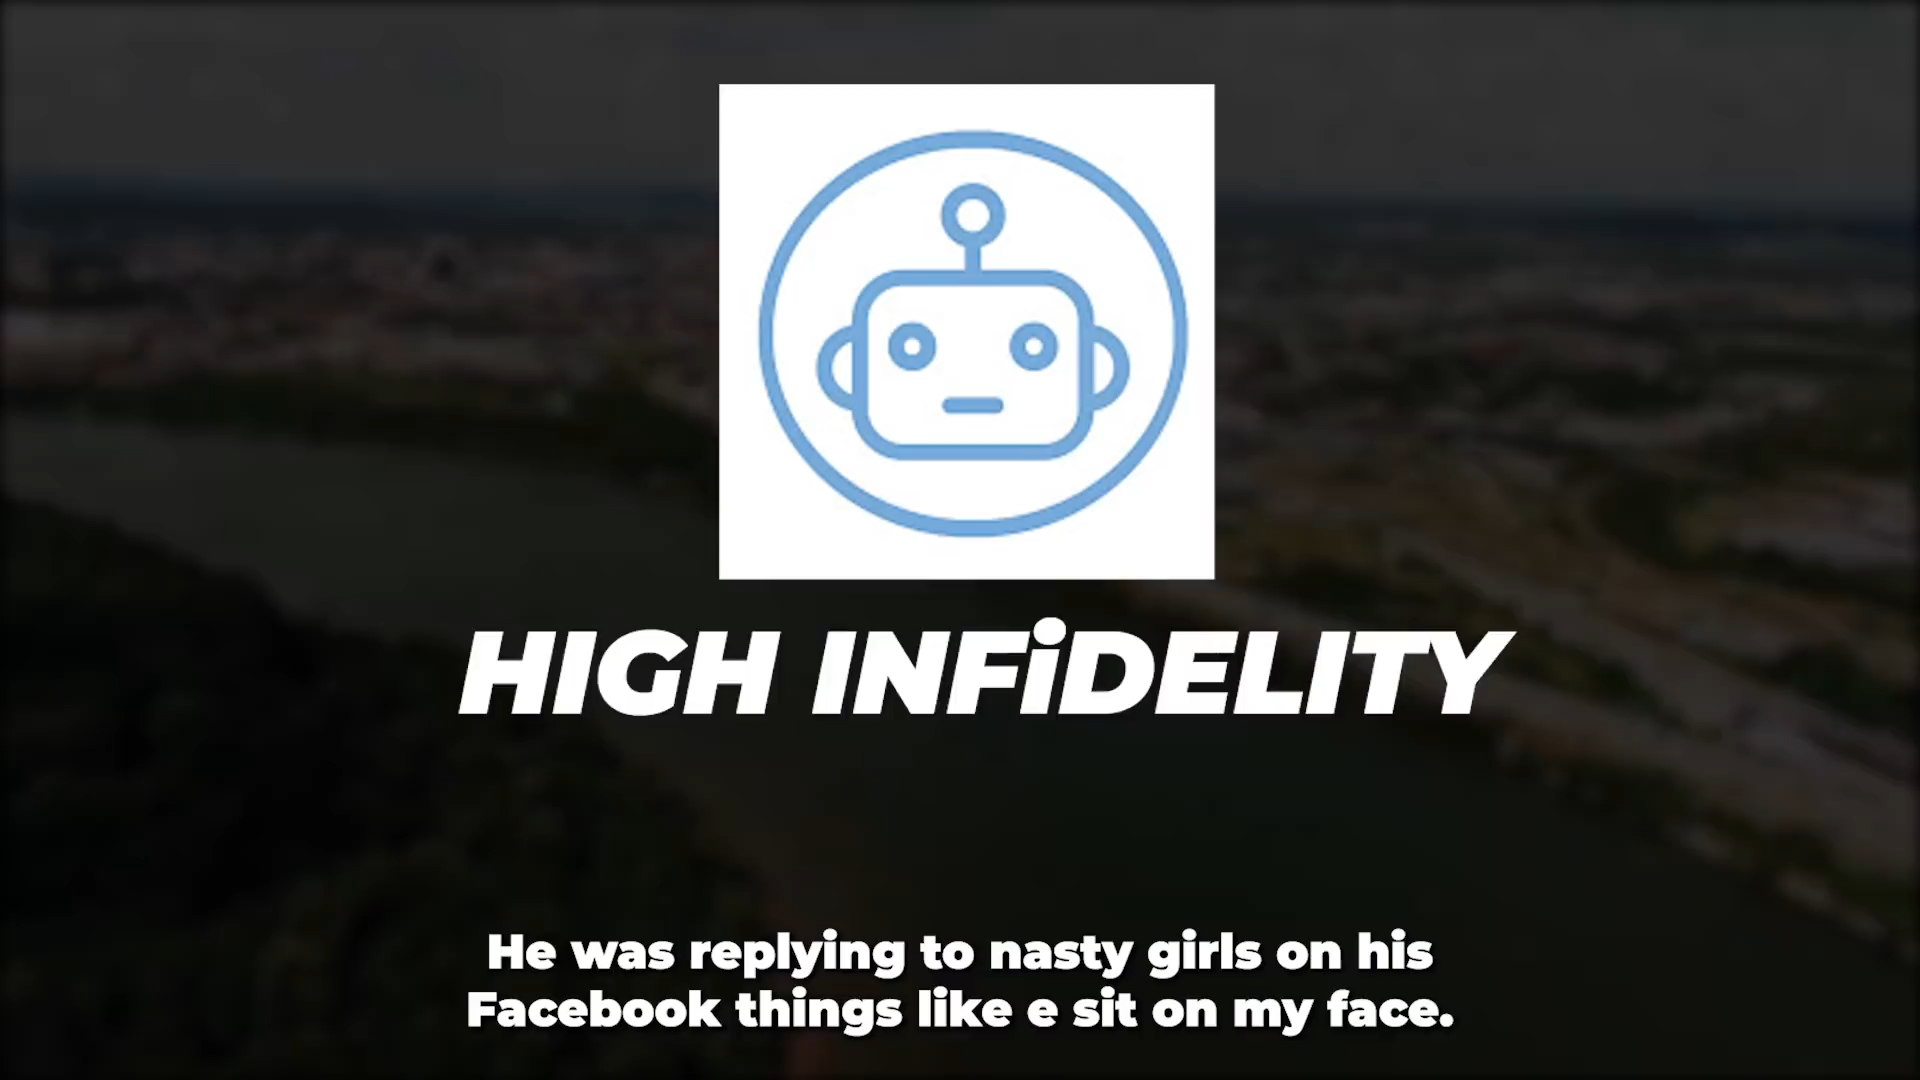 HIGH INFiDELITY
He was replying to nasty girls on his
Facebook things like e sit on my face.